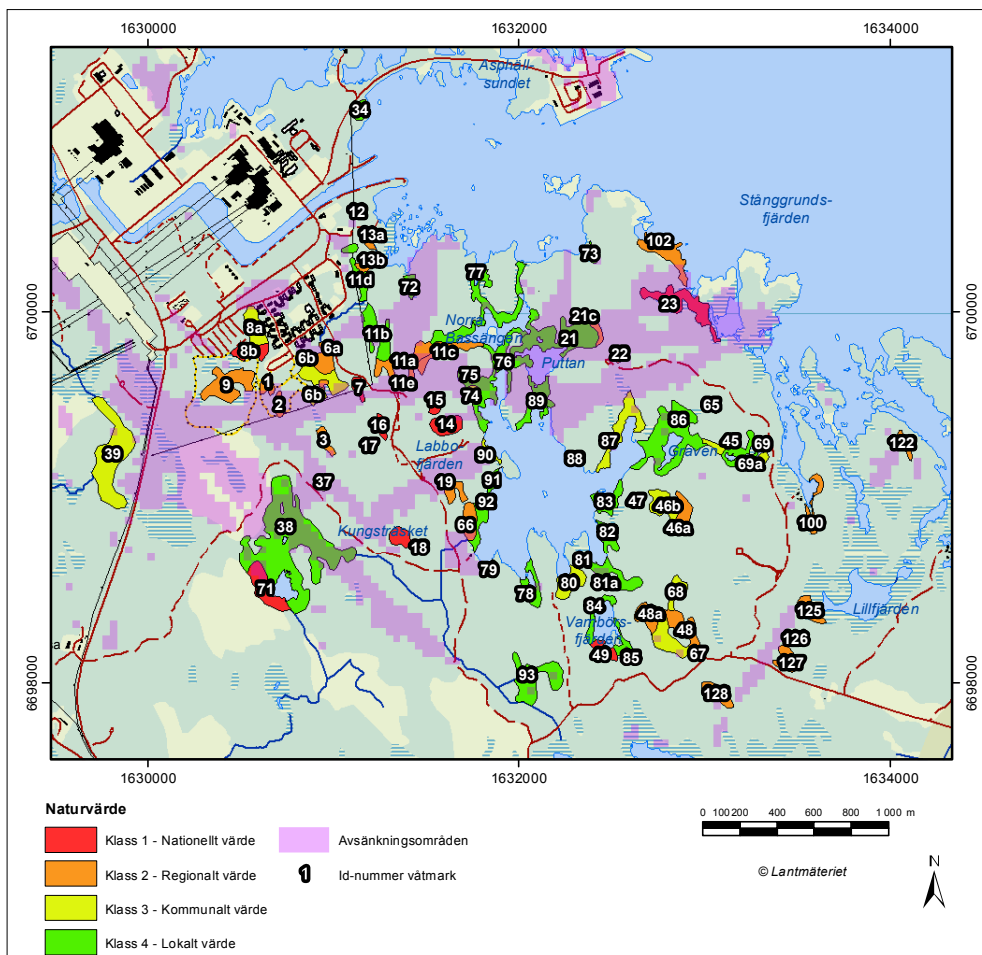 1630000 1632000 1634000
Asphäll-
sundet
34
Stånggrunds-
fjärden
12
13a
102
13b
73
77
11d
72
23
6700000 6700000
8a
Norra
Bassängen
21c
11b
21
6a
8b
6b
11a
11c
22
76
Puttan
75
9
1
11e
7
6b
74
2
15
89
65
86
16
14
3
17
87
45
69
122
Labbo-
fjärden
Gräven
39
90
88
69a
37
19
91
92
83
47
46b
38
66
46a
100
Kungsträsket
82
18
81
79
71
78
80
81a
68
84
125
Lillfjärden
48a
Vambörs-
fjärden
48
126
49
85
67
127
93
128
6698000 6698000
a
1630000 1632000 1634000
Naturvärde
Klass 1 - Nationellt värde
Klass 2 - Regionalt värde
Klass 3 - Kommunalt värde
Klass 4 - Lokalt värde
Avsänkningsområden
1 Id-nummer våtmark
0 100 200 400 600 800 1 000 m
© Lantmäteriet
N